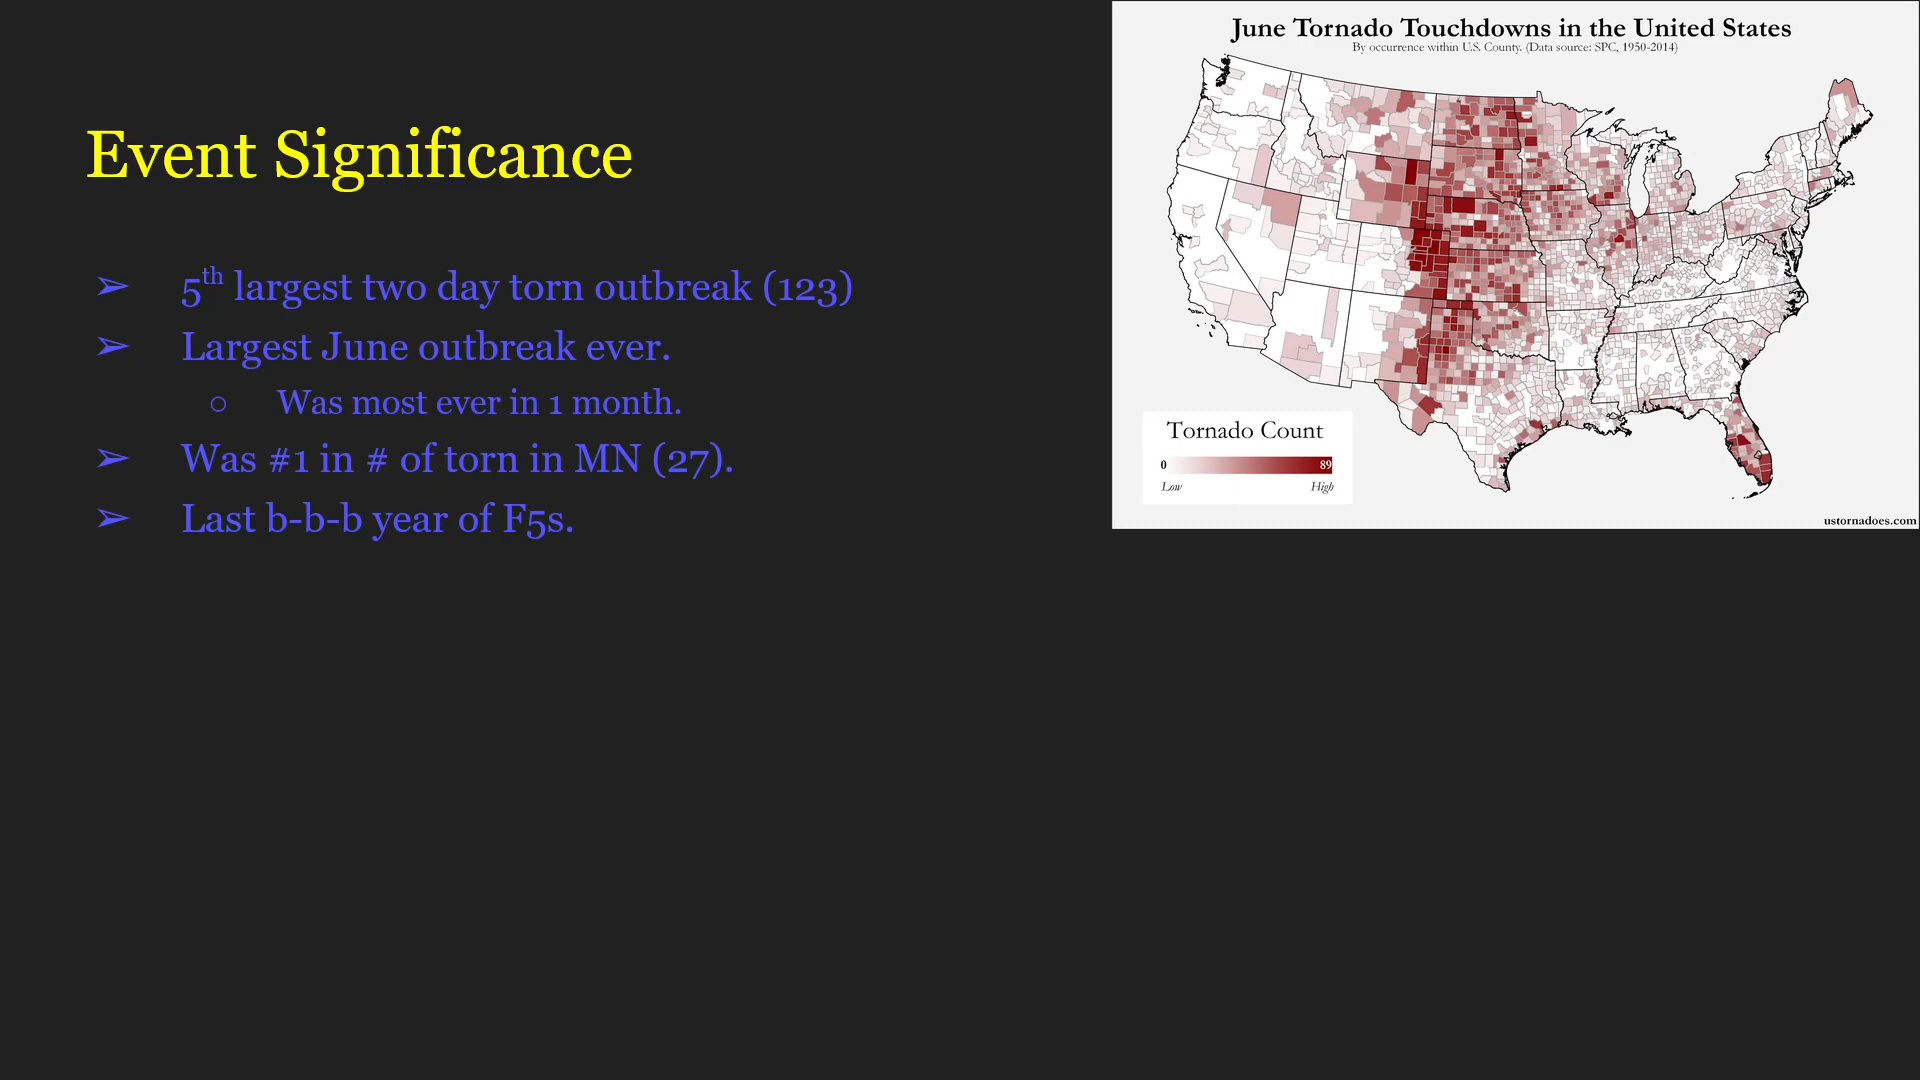 Event Significance
➢ 5th largest two day torn outbreak (123)
➢ Largest June outbreak ever.
○ Was most ever in 1 month.
➢ Was #1 in # of torn in MN (27).
➢ Last b-b-b year of F5s.
June Tornado Touchdowns in the United States
By occurrence within U.S. County. (Data source: SPC, 1950-2014)
Tornado Count
0 89
Low High
ustornadoes.com